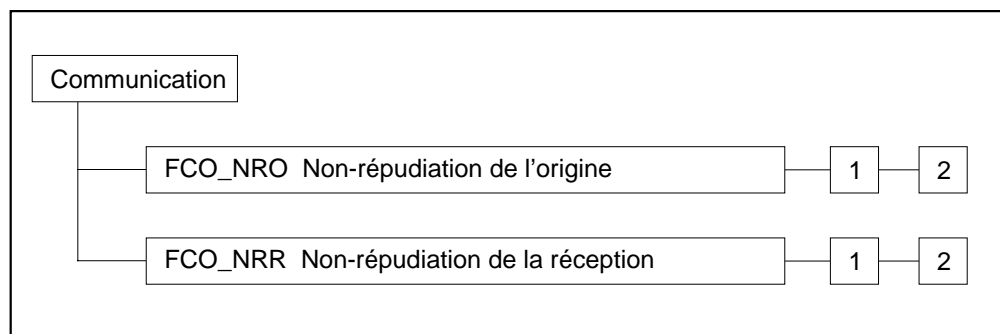 Communication
FCO_NRO Non-répudiation de l’origine 1 2
FCO_NRR Non-répudiation de la réception 1 2